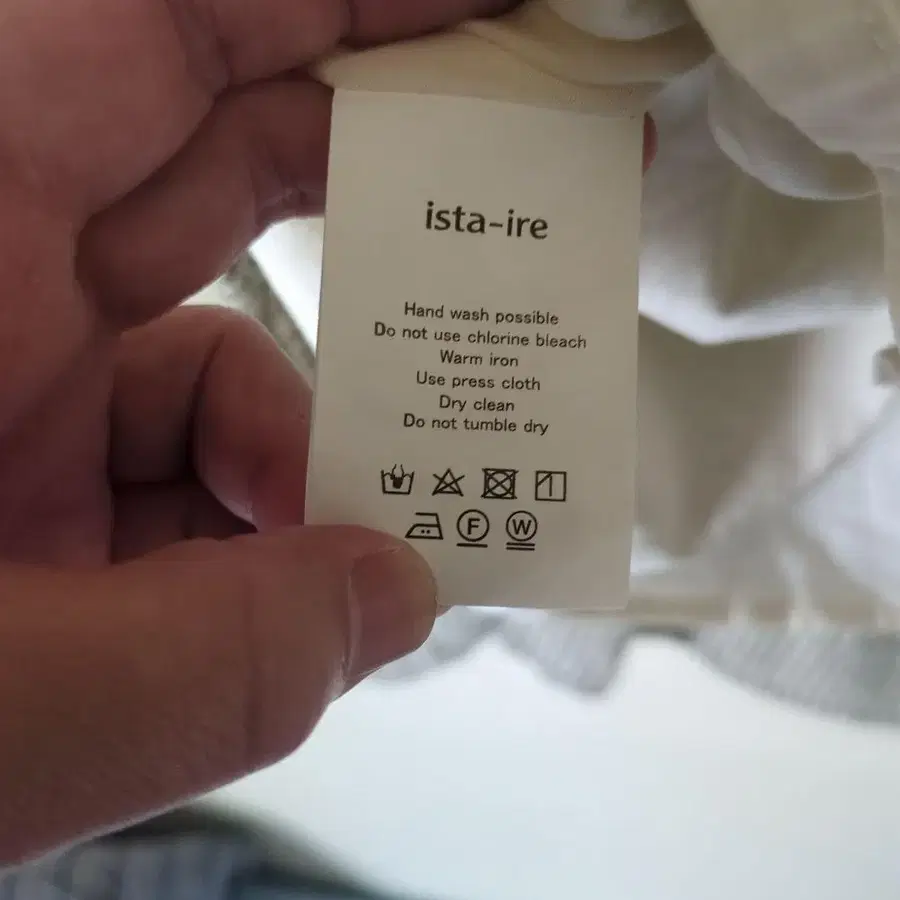 ista-ire
Hand wash possible
Do not use chlorine bleach
Warm iron
Use press cloth
Dry clean
Do not tumble dry
F W